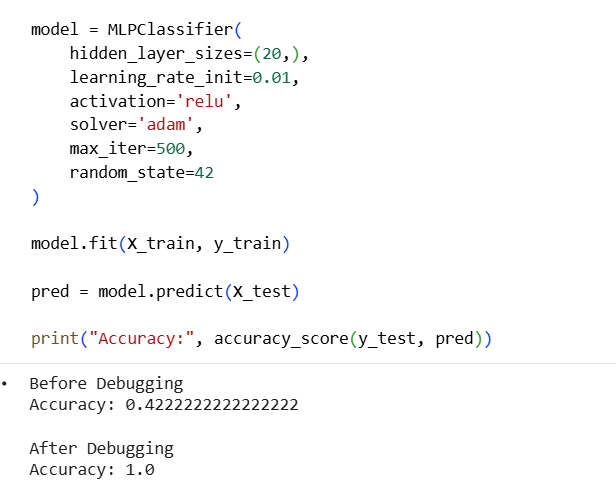 model = MLPClassifier(
    hidden_layer_sizes=(20,),
    learning_rate_init=0.01,
    activation='relu',
    solver='adam',
    max_iter=500,
    random_state=42
)
model.fit(X_train, y_train)
pred = model.predict(X_test)
print("Accuracy:", accuracy_score(y_test, pred))
• Before Debugging
Accuracy: 0.4222222222222222
After Debugging
Accuracy: 1.0